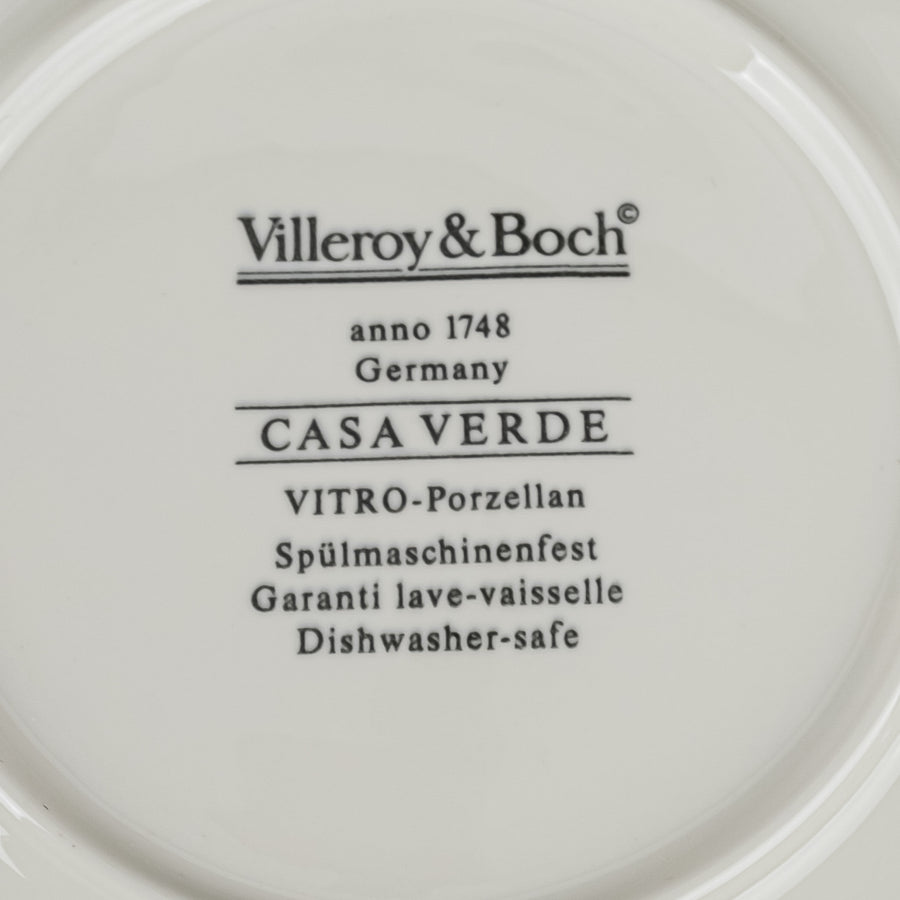 Villeroy & Boch©
anno 1748
Germany
CASA VERDE
VITRO-Porzellan
Spülmaschinenfest
Garanti lave-vaisselle
Dishwasher-safe